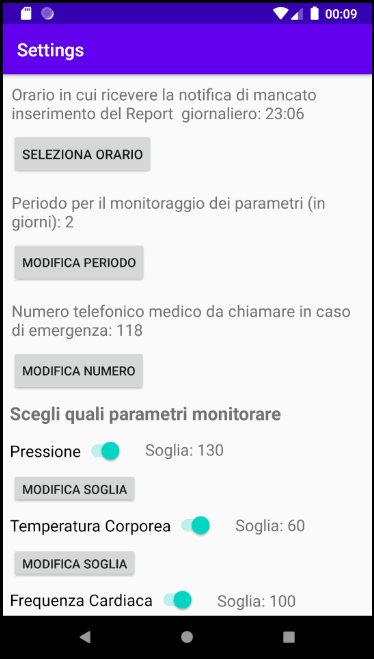 00:09
Settings
Orario in cui ricevere la notifica di mancato
inserimento del Report  giornaliero: 23:06
SELEZIONA ORARIO
Periodo per il monitoraggio dei parametri (in
giorni): 2
MODIFICA PERIODO
Numero telefonico medico da chiamare in caso
di emergenza: 118
MODIFICA NUMERO
Scegli quali parametri monitorare
Pressione Soglia: 130
MODIFICA SOGLIA
Temperatura Corporea Soglia: 60
MODIFICA SOGLIA
Frequenza Cardiaca Soglia: 100